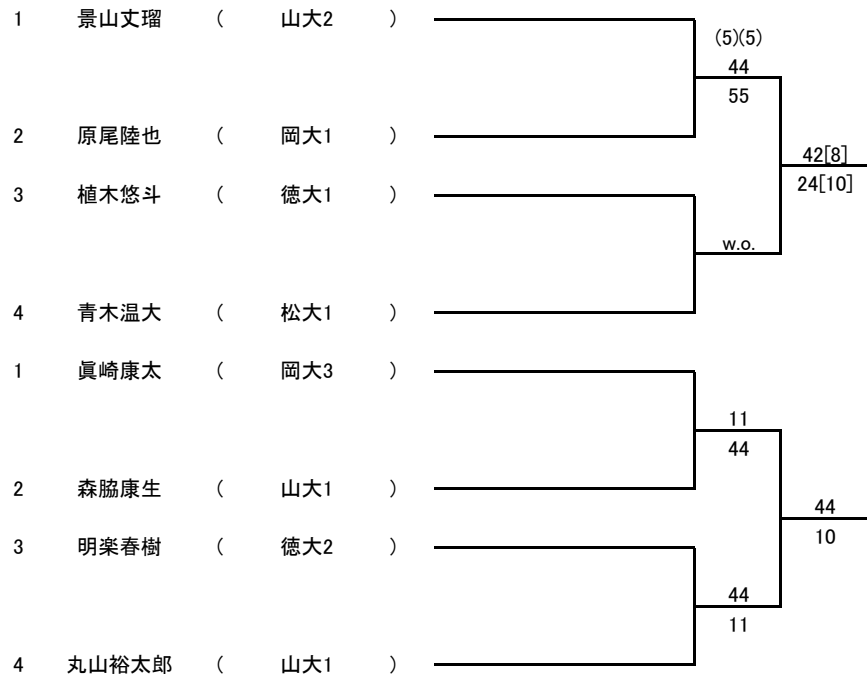 1 景山丈瑠 ( 山大2 )
(5)(5)
44
55
2 原尾陸也 ( 岡大1 )
42[8]
24[10]
3 植木悠斗 ( 徳大1 )
w.o.
4 青木温大 ( 松大1 )
1 眞崎康太 ( 岡大3 )
11
44
2 森脇康生 ( 山大1 )
44
10
3 明楽春樹 ( 徳大2 )
44
11
4 丸山裕太郎 ( 山大1 )